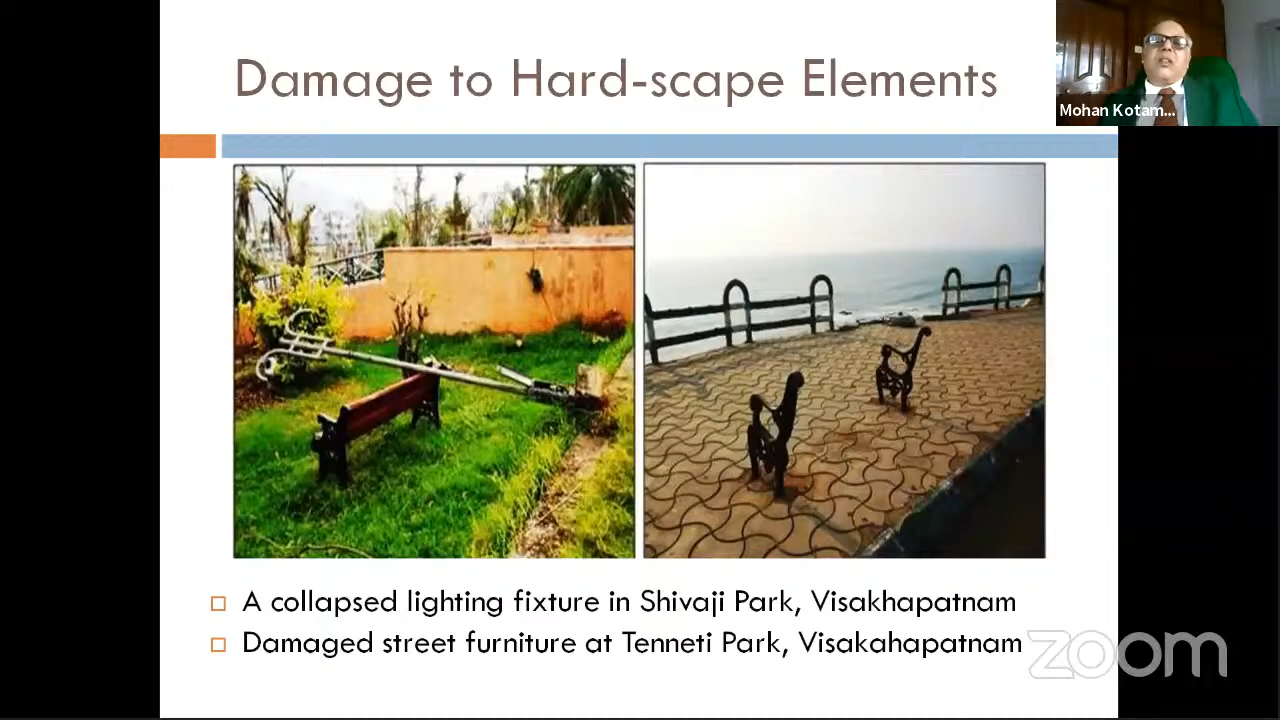 Damage to Hard-scape Elements
Mohan Kotam...
A collapsed lighting fixture in Shivaji Park, Visakhapatnam
Damaged street furniture at Tenneti Park, Visakahapatnam
zoom